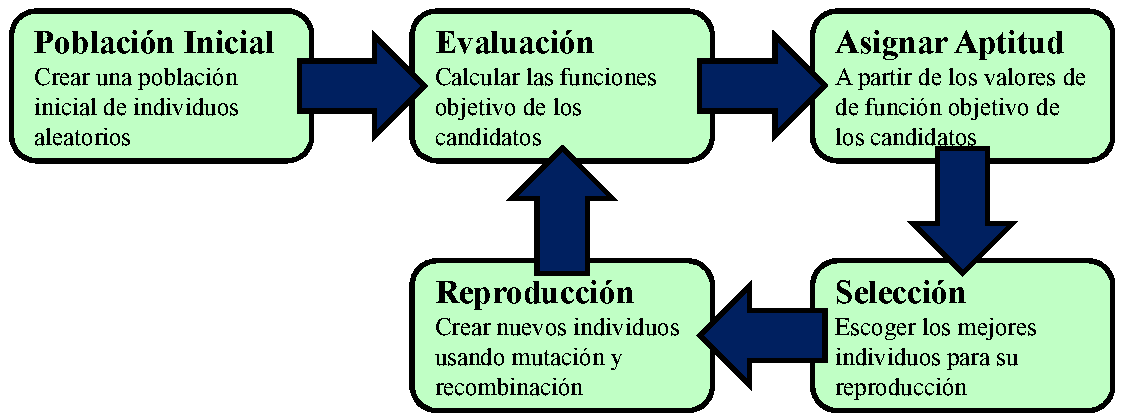 Población Inicial
Crear una población
inicial de individuos
aleatorios
Evaluación
Calcular las funciones
objetivo de los
candidatos
Asignar Aptitud
A partir de los valores de
de función objetivo de
los candidatos
Selección
Escoger los mejores
individuos para su
reproducción
Reproducción
Crear nuevos individuos
usando mutación y
recombinación